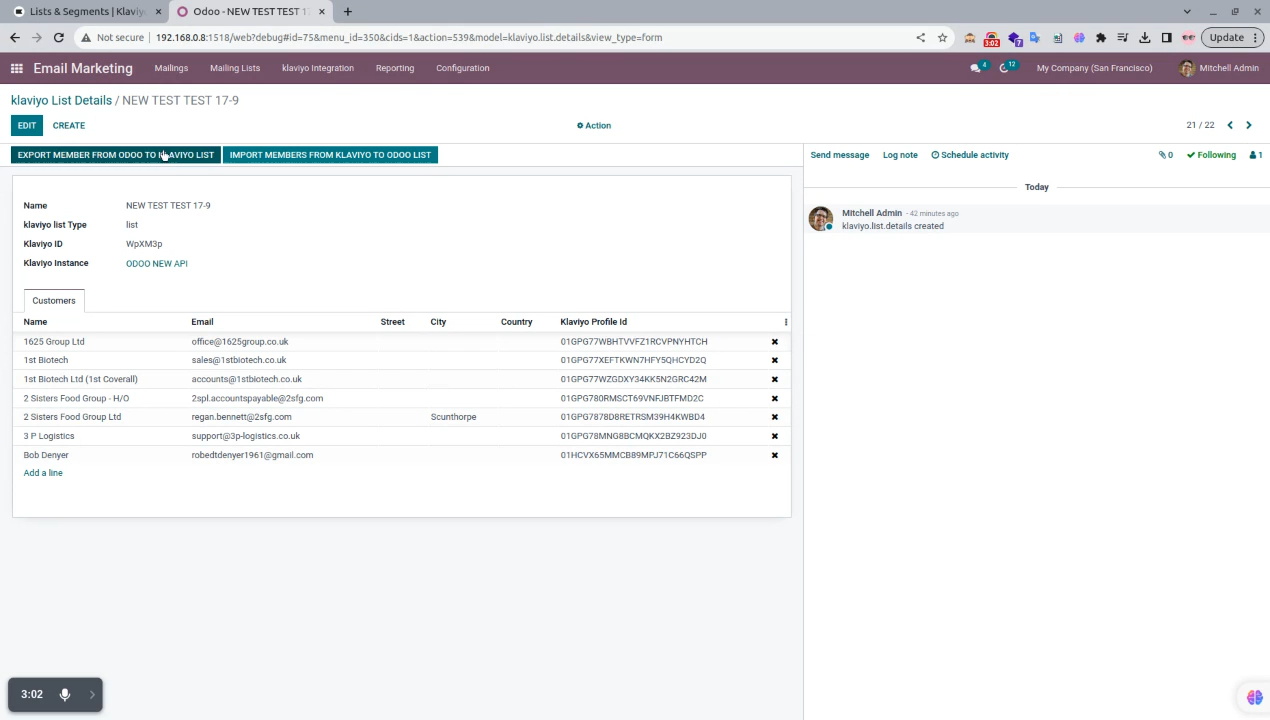 Lists & Segments | Klaviy
Odoo - NEW TEST TEST 17
Not secure
192.168.0.8:1518/web?debug#id=75&menu_id=350&cids=1&action=539&model=klaviyo.list.details&view_type=form
3:02
7
Update
Email Marketing
Mailings
Mailing Lists
klaviyo Integration
Reporting
Configuration
4
12
My Company (San Francisco)
Mitchell Admin
klaviyo List Details / NEW TEST TEST 17-9
EDIT
CREATE
Action
21 / 22
EXPORT MEMBER FROM ODOO TO KLAVIYO LIST
IMPORT MEMBERS FROM KLAVIYO TO ODOO LIST
Send message
Log note
Schedule activity
0
Following
1
Today
Mitchell Admin - 42 minutes ago
klaviyo.list.details created
Name NEW TEST TEST 17-9
klaviyo list Type list
Klaviyo ID WpXM3p
Klaviyo Instance ODOO NEW API
Customers
Name Email Street City Country Klaviyo Profile Id
1625 Group Ltd office@1625group.co.uk 01GPG77WBHTVVFZ1RCVPNYHTCH
1st Biotech sales@1stbiotech.co.uk 01GPG77XEFTKWN7HFY5QHCYD2Q
1st Biotech Ltd (1st Coverall) accounts@1stbiotech.co.uk 01GPG77WZGDXY34KK5N2GRC42M
2 Sisters Food Group - H/O 2spl.accountspayable@2sfg.com 01GPG780RMSCT69VNFJBTFMD2C
2 Sisters Food Group Ltd regan.bennett@2sfg.com Scunthorpe 01GPG7878D8RETRSM39H4KWBD4
3 P Logistics support@3p-logistics.co.uk 01GPG78MNG8BCMQKX2BZ923DJ0
Bob Denyer robedtdenyer1961@gmail.com 01HCVX65MMCB89MPJ71C66QSPP
Add a line
3:02